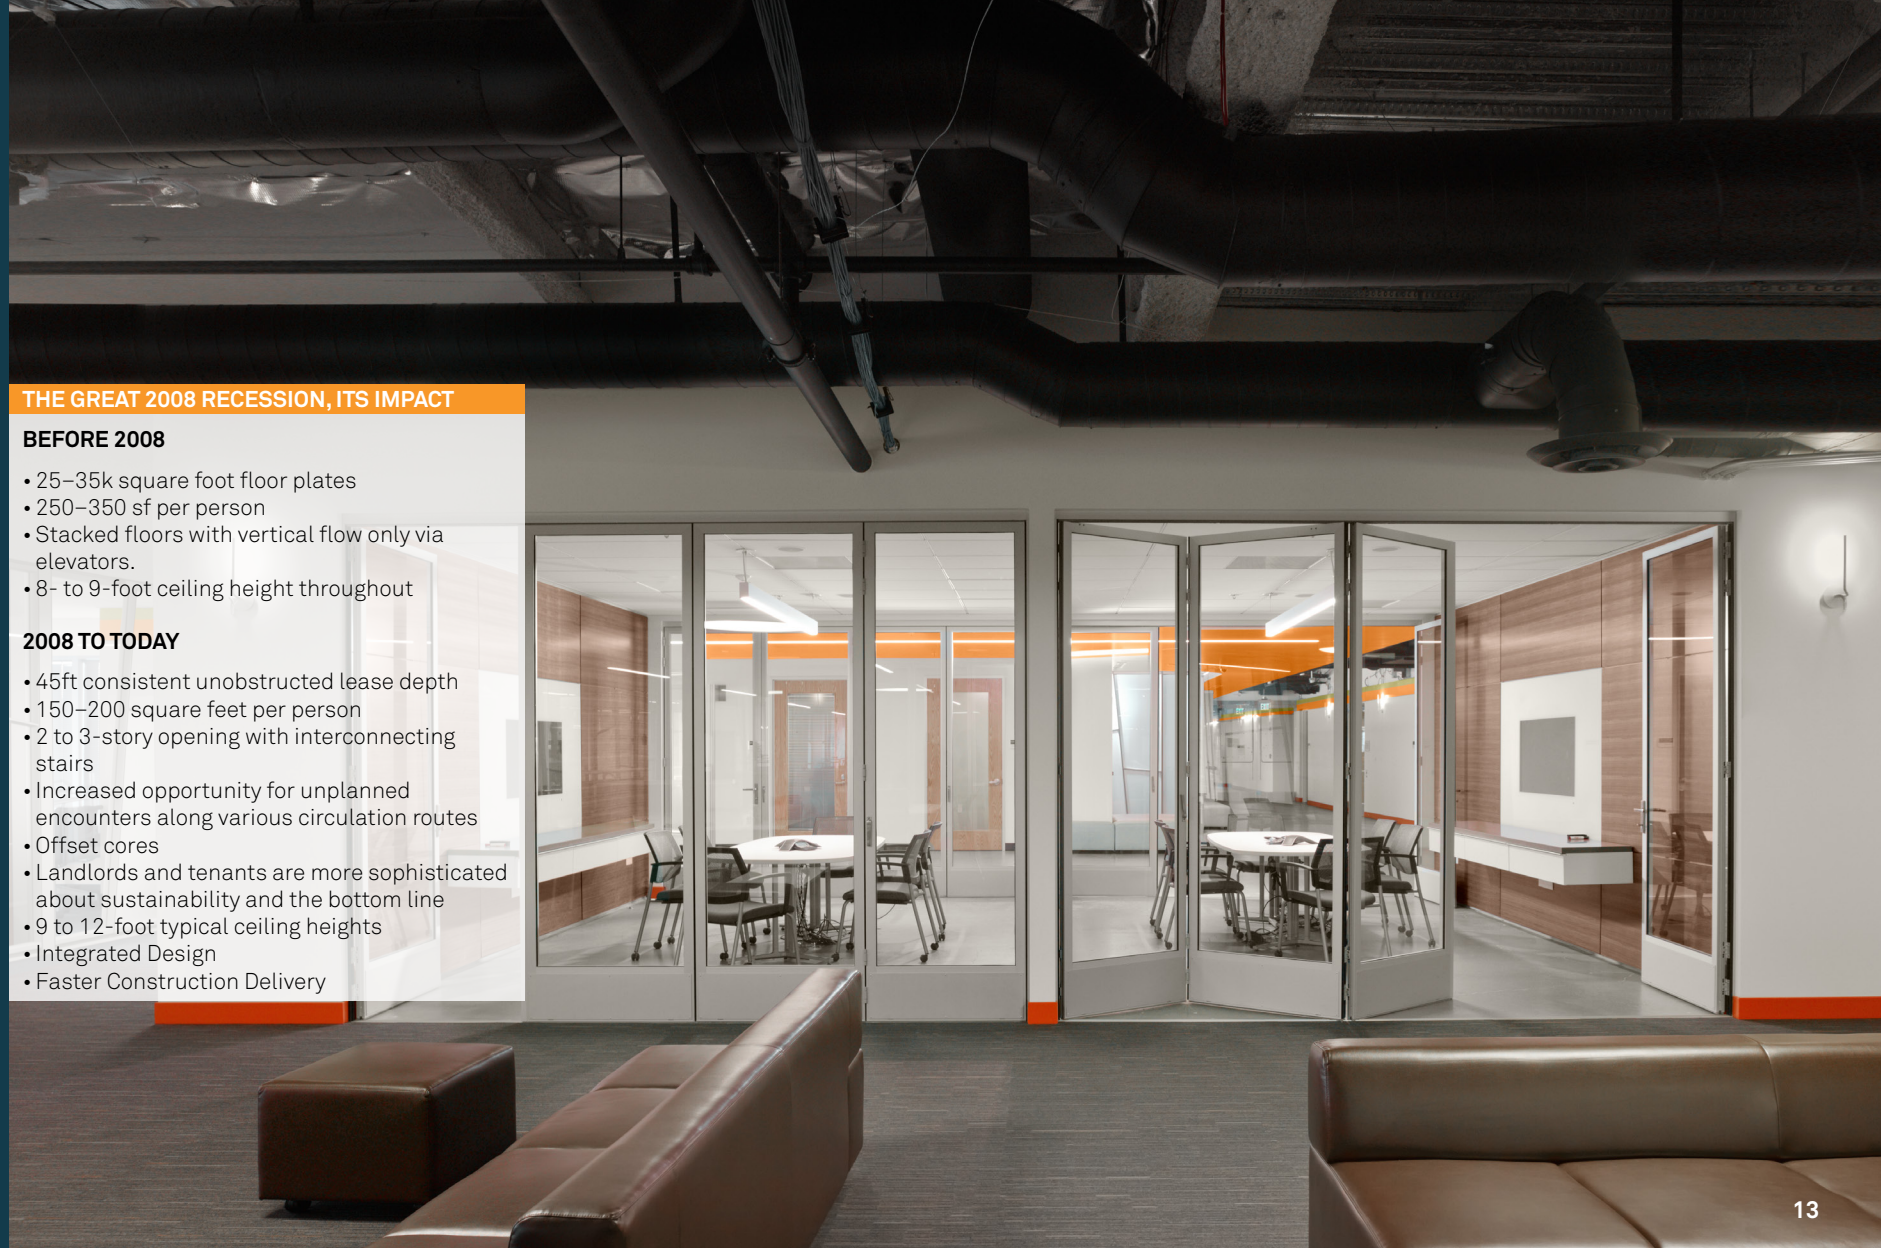 THE GREAT 2008 RECESSION, ITS IMPACT
BEFORE 2008
• 25–35k square foot floor plates
• 250–350 sf per person
• Stacked floors with vertical flow only via
elevators.
• 8- to 9-foot ceiling height throughout
2008 TO TODAY
• 45ft consistent unobstructed lease depth
• 150–200 square feet per person
• 2 to 3-story opening with interconnecting
stairs
• Increased opportunity for unplanned
encounters along various circulation routes
• Offset cores
• Landlords and tenants are more sophisticated
about sustainability and the bottom line
• 9 to 12-foot typical ceiling heights
• Integrated Design
• Faster Construction Delivery
13